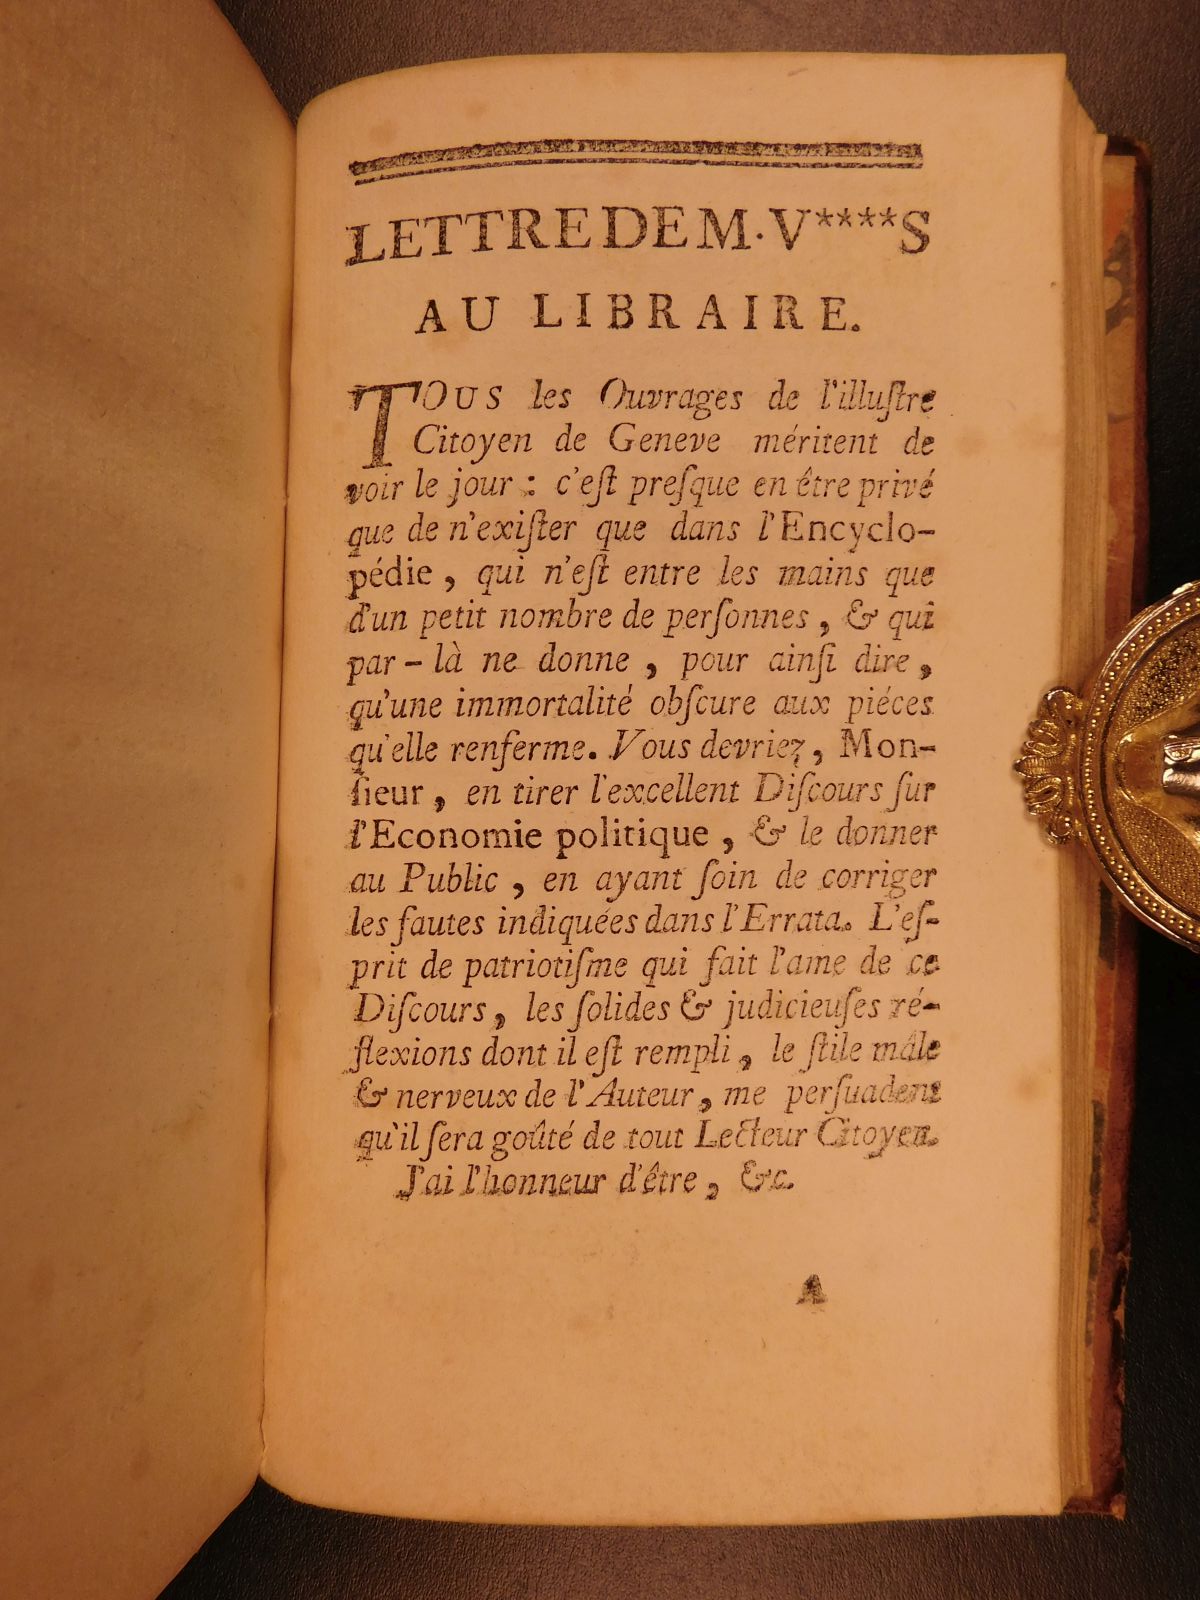 LETTRE DE M. V****S
AU LIBRAIRE.
TOUS les Ouvrages de l'illuſtre
Citoyen de Geneve méritent de
voir le jour : c'eſt preſque en être privé
que de n'exiſter que dans l'Encyclo-
pédie, qui n'eſt entre les mains que
d'un petit nombre de perſonnes, & qui
par-là ne donne, pour ainſi dire,
qu'une immortalité obſcure aux piéces
qu'elle renferme. Vous devriez, Mon-
ſieur, en tirer l'excellent Diſcours ſur
l'Economie politique, & le donner
au Public, en ayant ſoin de corriger
les fautes indiquées dans l'Errata. L'eſ-
prit de patriotiſme qui fait l'ame de ce
Diſcours, les ſolides & judicieuſes ré-
flexions dont il eſt rempli, le ſtile mâle
& nerveux de l'Auteur, me perſuadent
qu'il ſera goûté de tout Lecteur Citoyen.
J'ai l'honneur d'être, &c.
A